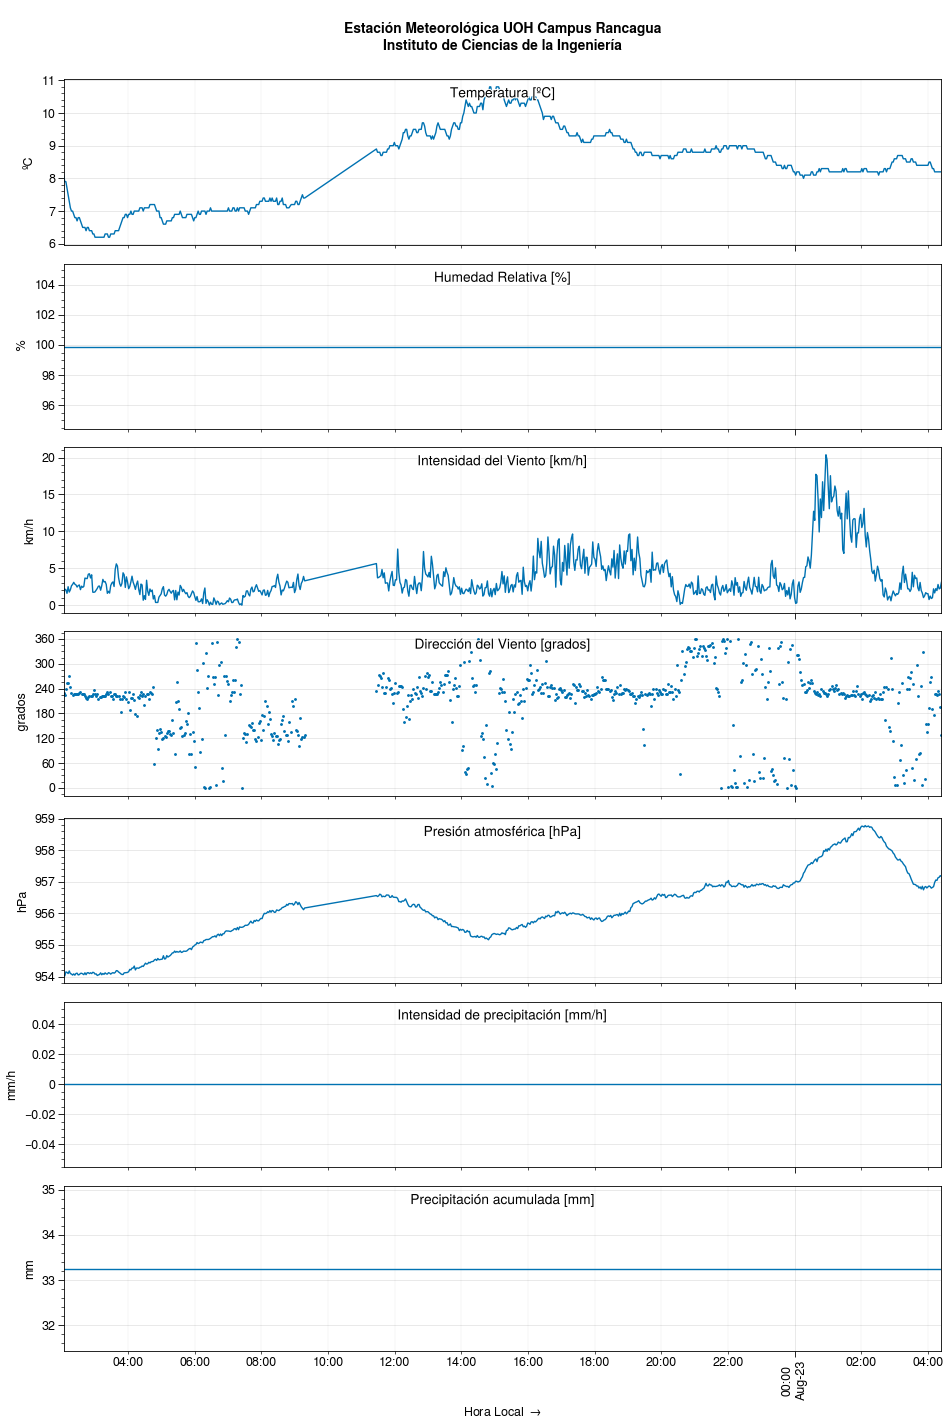 Estación Meteorológica UOH Campus Rancagua
Instituto de Ciencias de la Ingeniería
Temperatura [ºC]
ºC
11
10
9
8
7
6
Humedad Relativa [%]
%
104
102
100
98
96
Intensidad del Viento [km/h]
km/h
20
15
10
5
0
Dirección del Viento [grados]
grados
360
300
240
180
120
60
0
Presión atmosférica [hPa]
hPa
959
958
957
956
955
954
Intensidad de precipitación [mm/h]
mm/h
0.04
0.02
0
−0.02
−0.04
Precipitación acumulada [mm]
mm
35
34
33
32
04:00 06:00 08:00 10:00 12:00 14:00 16:00 18:00 20:00 22:00 00:00 02:00 04:00
Aug-23
Hora Local →